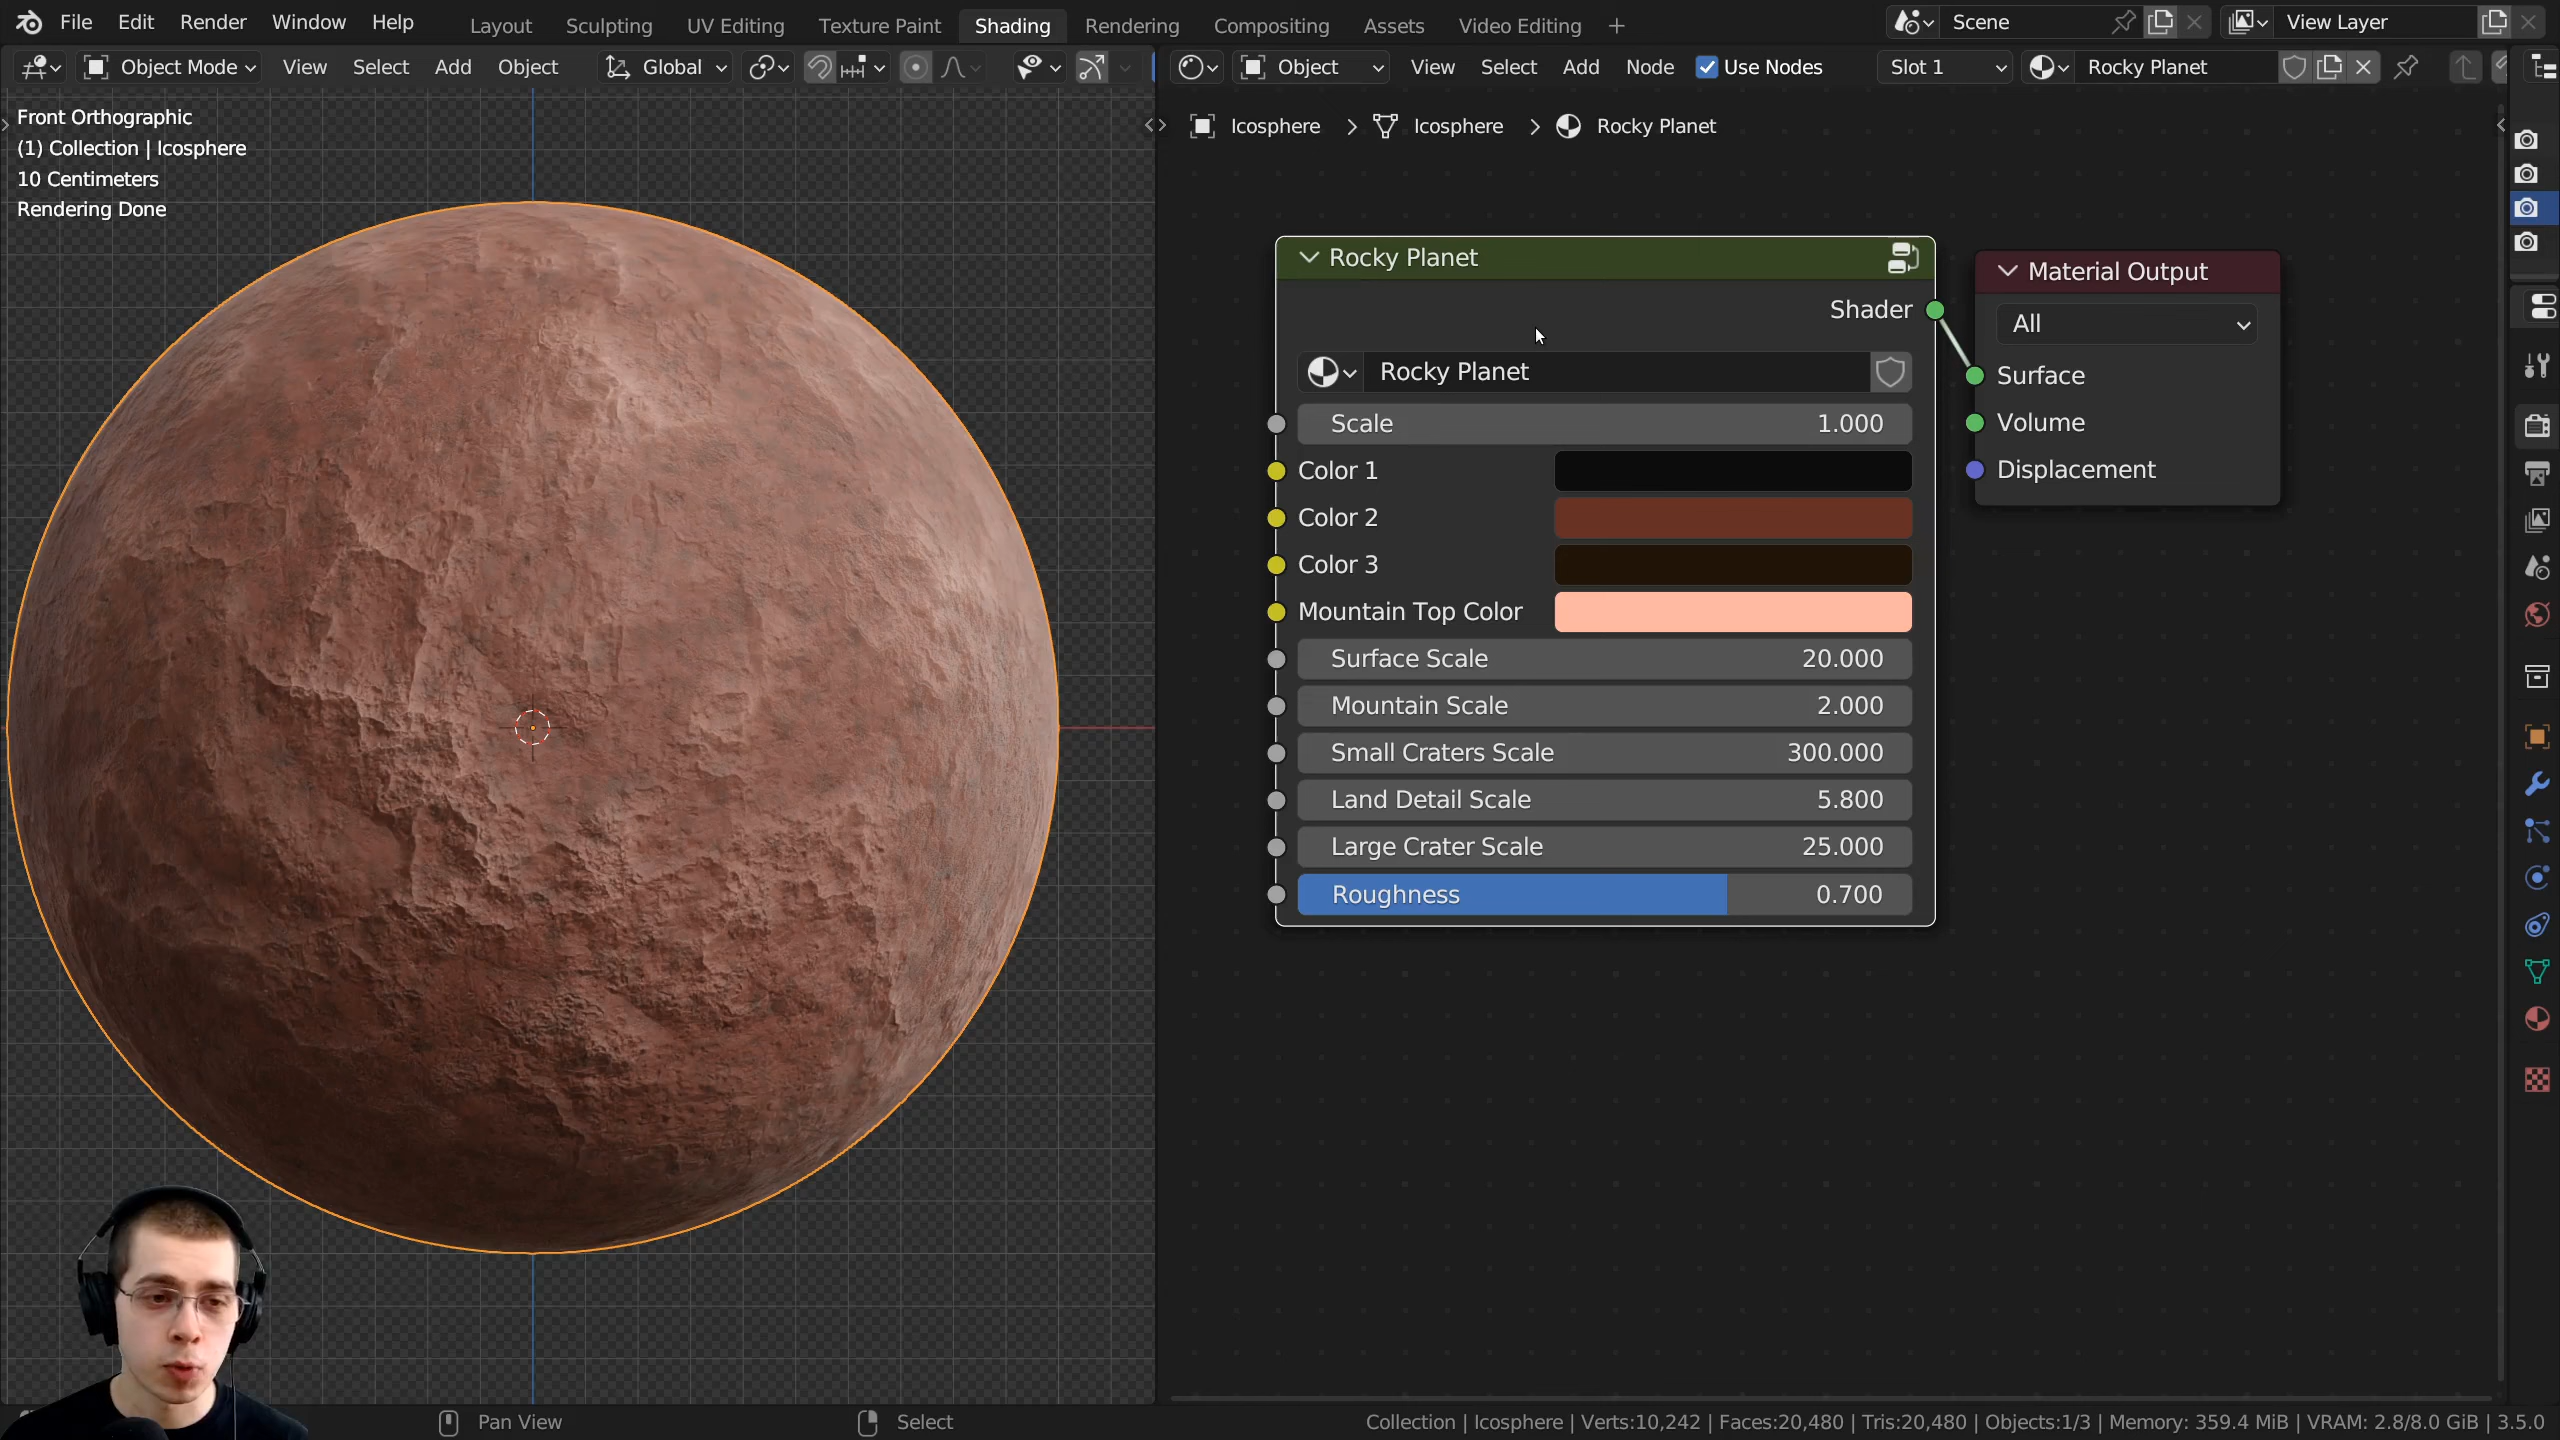 File Edit Render Window Help Layout Sculpting UV Editing Texture Paint Shading Rendering Compositing Assets Video Editing + Scene View Layer
Object Mode View Select Add Object Global Object View Select Add Node Use Nodes Slot 1 Rocky Planet
Front Orthographic
(1) Collection | Icosphere
10 Centimeters
Rendering Done
Icosphere > Icosphere > Rocky Planet
Rocky Planet
Shader
Rocky Planet
Scale 1.000
Color 1
Color 2
Color 3
Mountain Top Color
Surface Scale 20.000
Mountain Scale 2.000
Small Craters Scale 300.000
Land Detail Scale 5.800
Large Crater Scale 25.000
Roughness 0.700
Material Output
All
Surface
Volume
Displacement
Pan View Select Collection | Icosphere | Verts:10,242 | Faces:20,480 | Tris:20,480 | Objects:1/3 | Memory: 359.4 MiB | VRAM: 2.8/8.0 GiB | 3.5.0